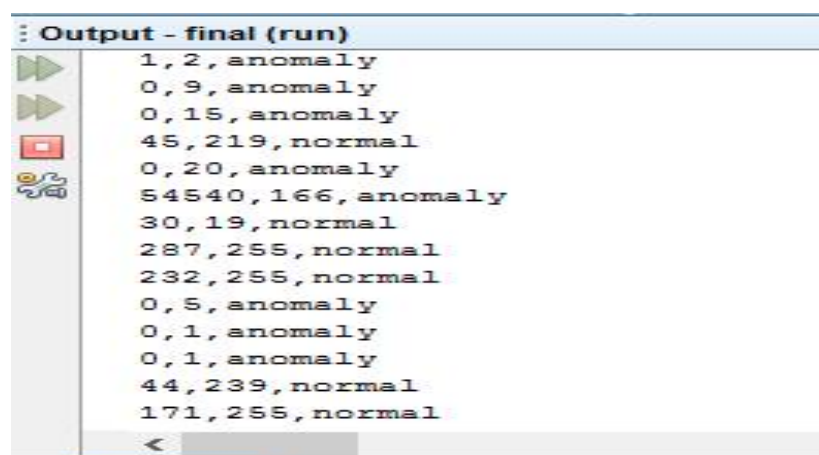 Output - final (run)
1,2,anomaly
0,9,anomaly
0,15,anomaly
45,219,normal
0,20,anomaly
54540,166,anomaly
30,19,normal
287,255,normal
232,255,normal
0,5,anomaly
0,1,anomaly
0,1,anomaly
44,239,normal
171,255,normal